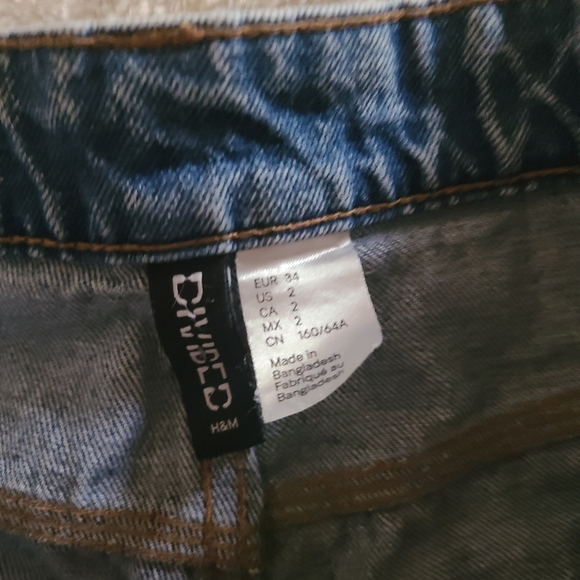 DIVIDED
H&M
EUR 34
US 2
CA 2
MX 2
CN 160/64A
Made in
Bangladesh
Fabriqué au
Bangladesh